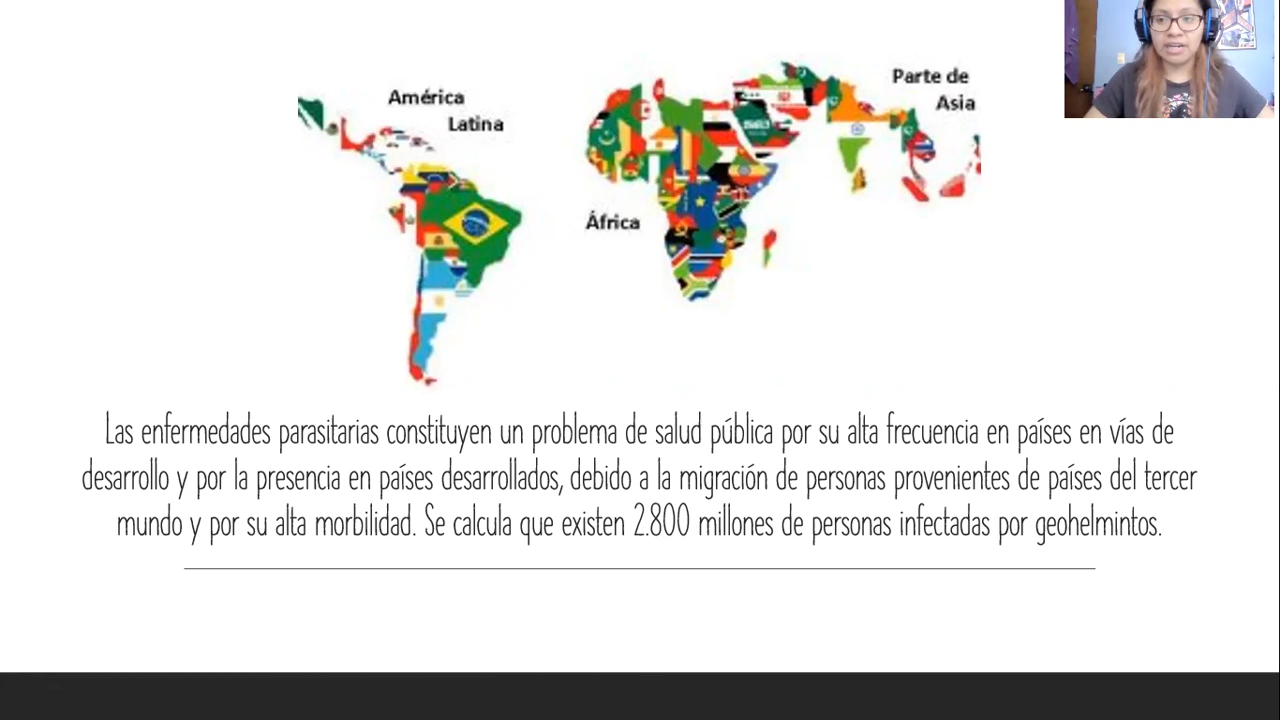 América
Latina
Parte de
Asia
África
Las enfermedades parasitarias constituyen un problema de salud pública por su alta frecuencia en países en vías de
desarrollo y por la presencia en países desarrollados, debido a la migración de personas provenientes de países del tercer
mundo y por su alta morbilidad. Se calcula que existen 2.800 millones de personas infectadas por geohelmintos.